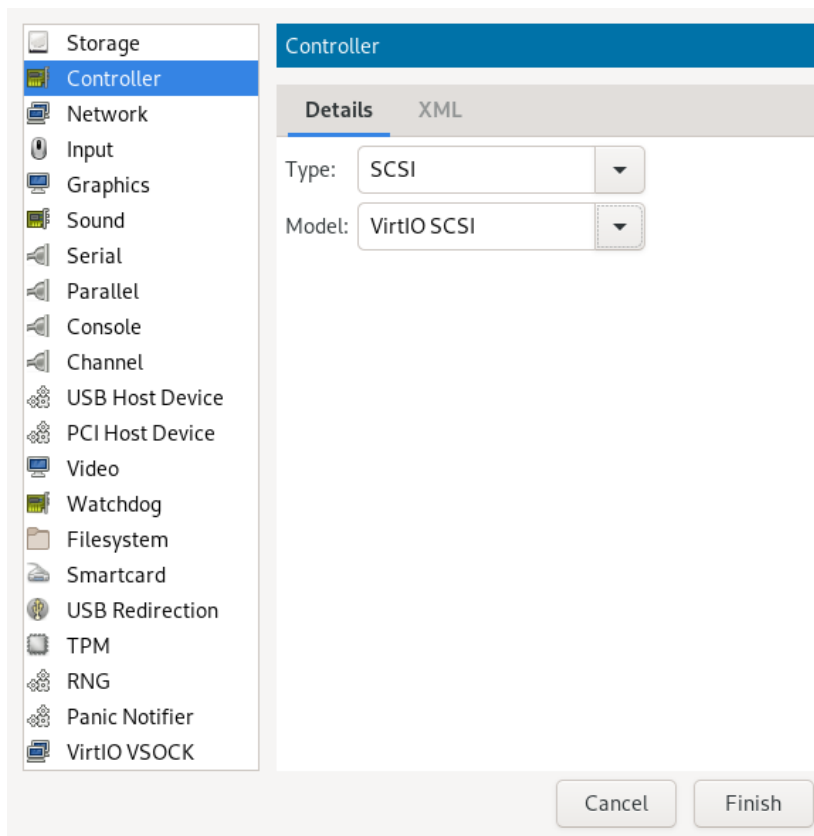 Storage
Controller
Network
Input
Graphics
Sound
Serial
Parallel
Console
Channel
USB Host Device
PCI Host Device
Video
Watchdog
Filesystem
Smartcard
USB Redirection
TPM
RNG
Panic Notifier
VirtIO VSOCK
Controller
Details XML
Type: SCSI
Model: VirtIO SCSI
Cancel Finish